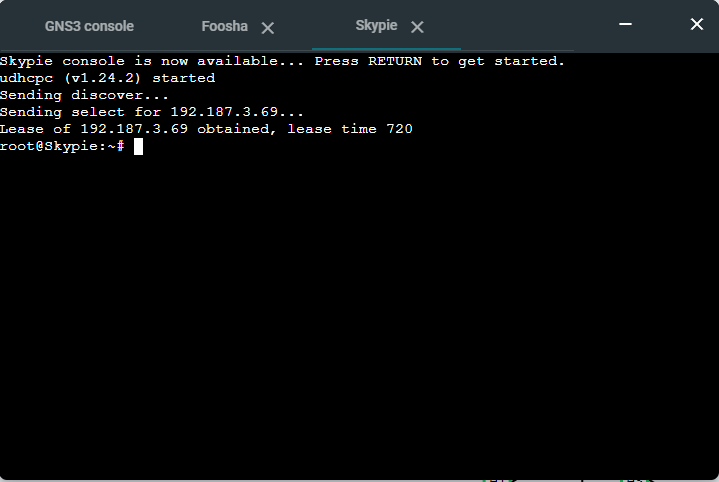 GNS3 console Foosha Skypie
Skypie console is now available... Press RETURN to get started.
udhcpc (v1.24.2) started
Sending discover...
Sending select for 192.187.3.69...
Lease of 192.187.3.69 obtained, lease time 720
root@Skypie:~#